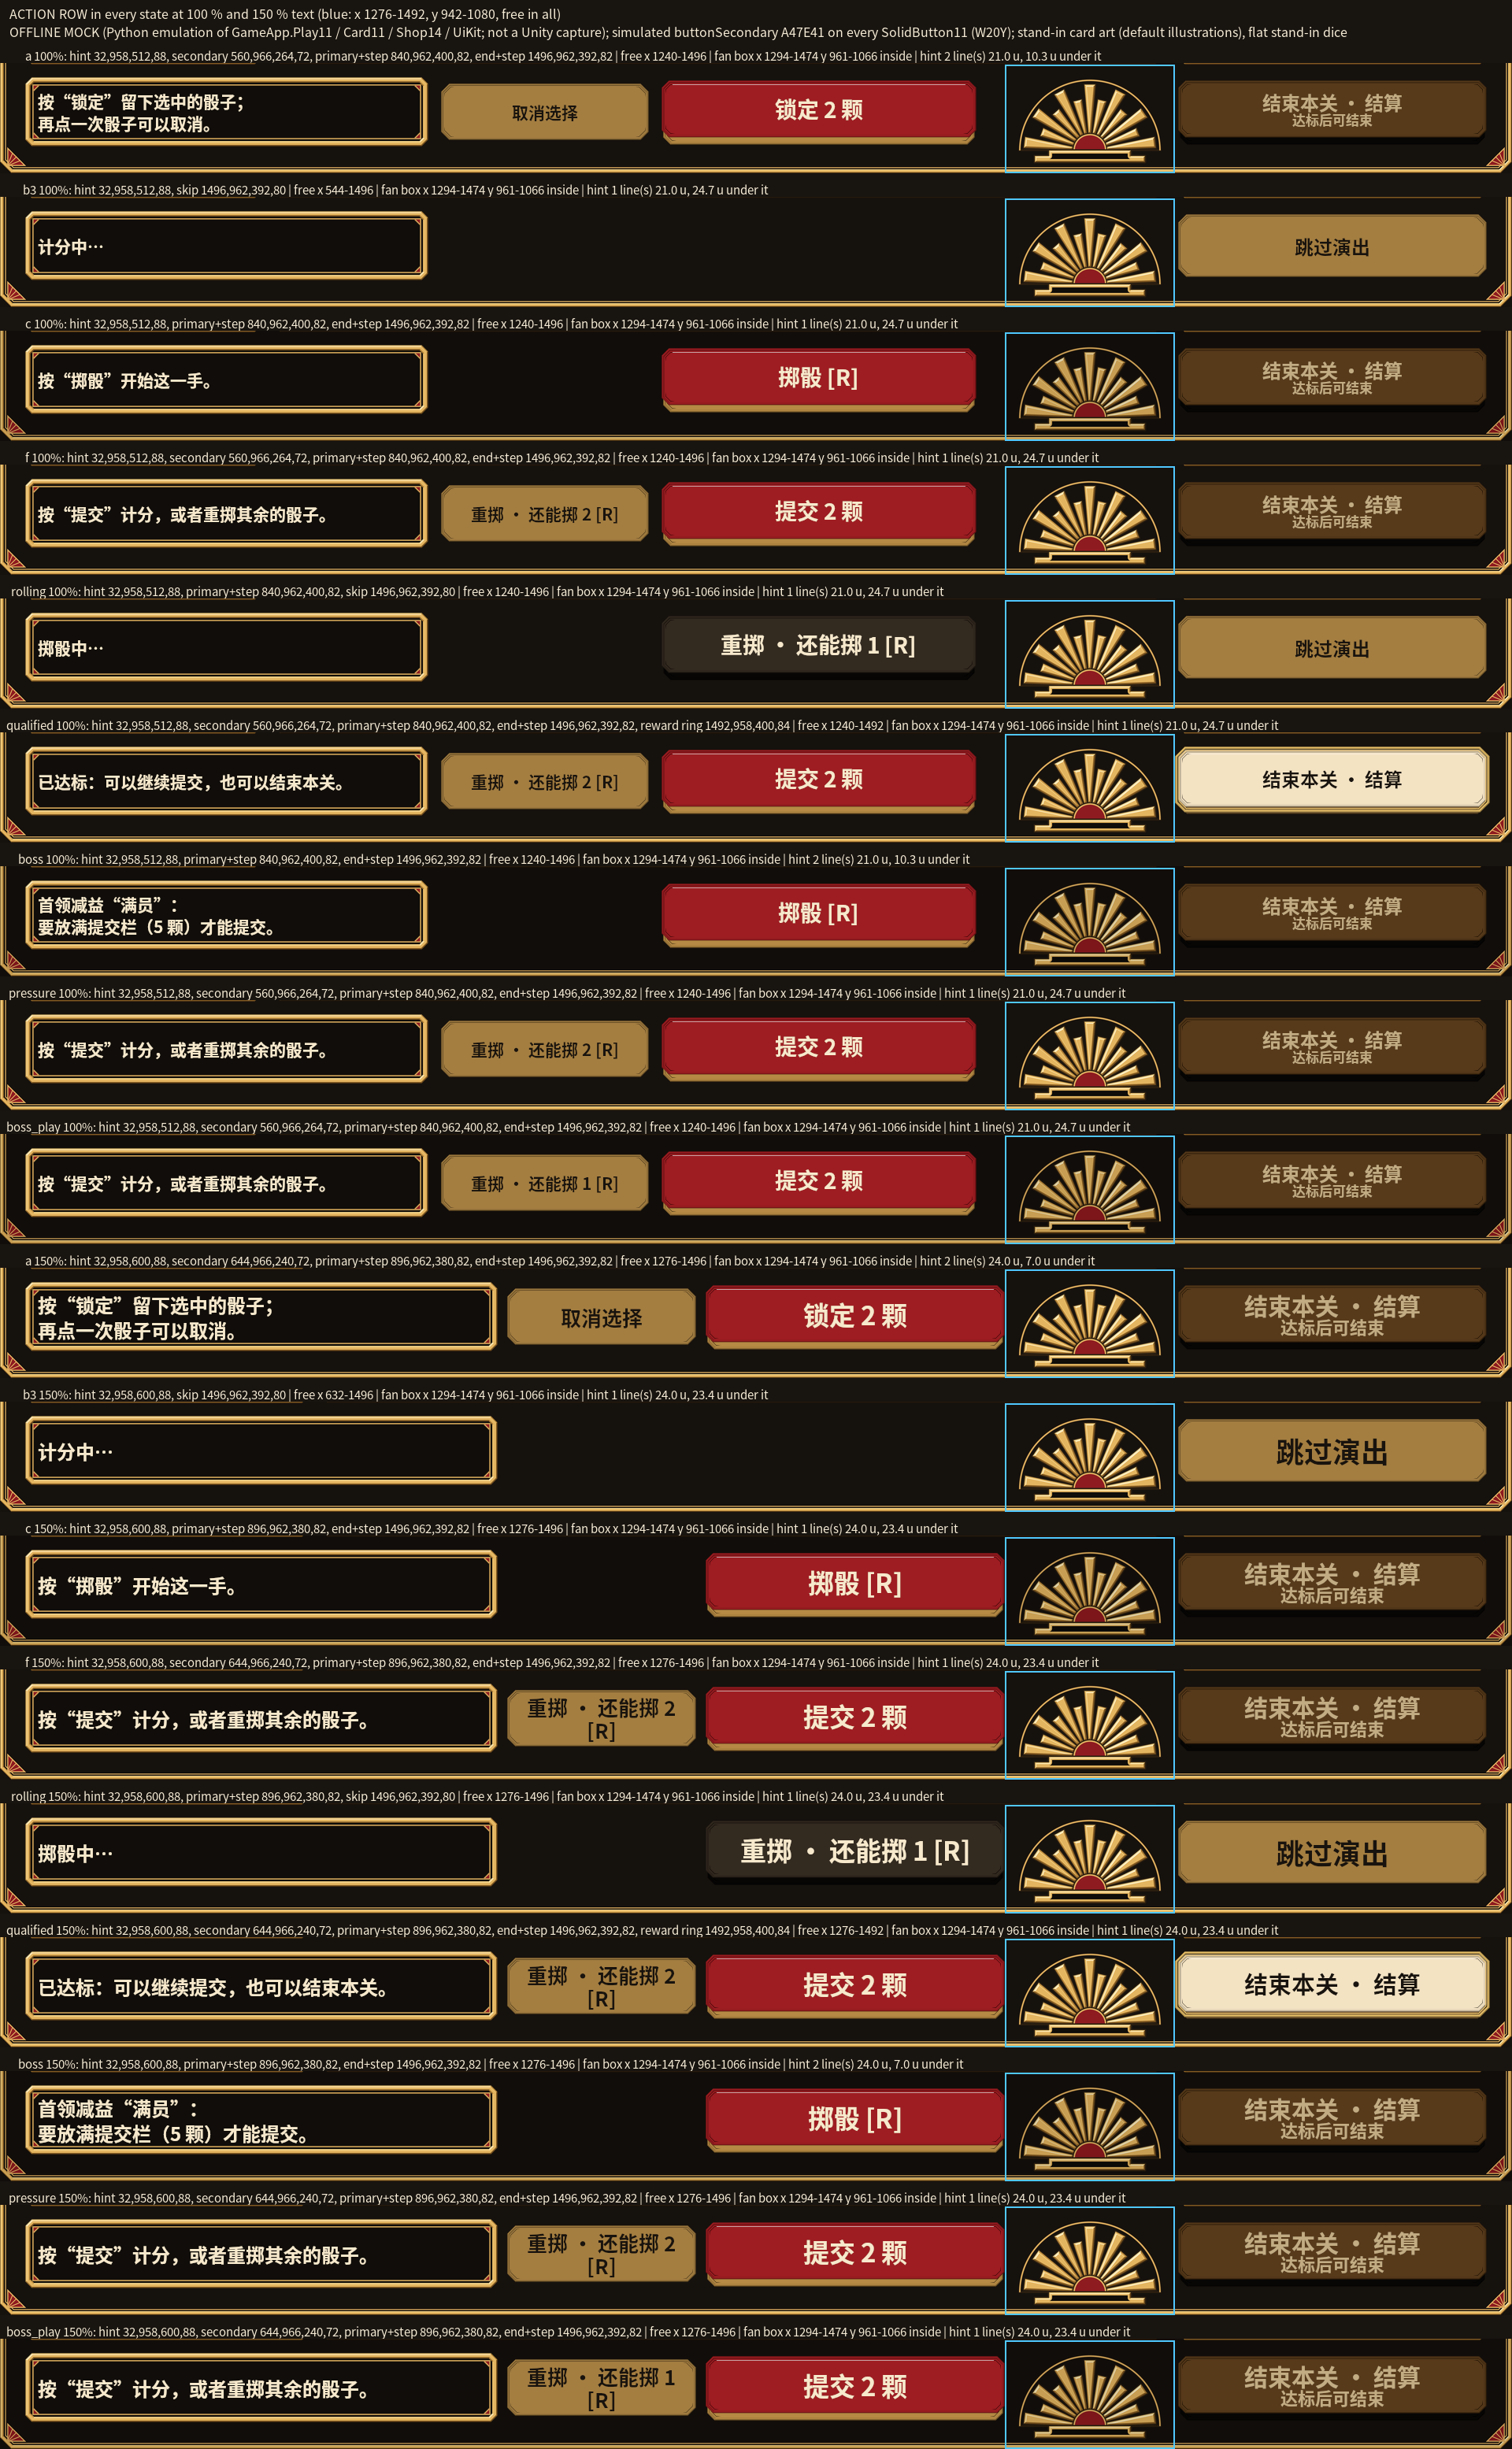 ACTION ROW in every state at 100 % and 150 % text (blue: x 1276-1492, y 942-1080, free in all)
OFFLINE MOCK (Python emulation of GameApp.Play11 / Card11 / Shop14 / UiKit; not a Unity capture); simulated buttonSecondary A47E41 on every SolidButton11 (W20Y); stand-in card art (default illustrations), flat stand-in dice
a 100%: hint 32,958,512,88, secondary 560,966,264,72, primary+step 840,962,400,82, end+step 1496,962,392,82 | free x 1240-1496 | fan box x 1294-1474 y 961-1066 inside | hint 2 line(s) 21.0 u, 10.3 u under it
按“锁定”留下选中的骰子；
再点一次骰子可以取消。
取消选择
锁定 2 颗
结束本关 · 结算
达标后可结束
b3 100%: hint 32,958,512,88, skip 1496,962,392,80 | free x 544-1496 | fan box x 1294-1474 y 961-1066 inside | hint 1 line(s) 21.0 u, 24.7 u under it
计分中…
跳过演出
c 100%: hint 32,958,512,88, primary+step 840,962,400,82, end+step 1496,962,392,82 | free x 1240-1496 | fan box x 1294-1474 y 961-1066 inside | hint 1 line(s) 21.0 u, 24.7 u under it
按“掷骰”开始这一手。
掷骰 [R]
结束本关 · 结算
达标后可结束
f 100%: hint 32,958,512,88, secondary 560,966,264,72, primary+step 840,962,400,82, end+step 1496,962,392,82 | free x 1240-1496 | fan box x 1294-1474 y 961-1066 inside | hint 1 line(s) 21.0 u, 24.7 u under it
按“提交”计分，或者重掷其余的骰子。
重掷 · 还能掷 2 [R]
提交 2 颗
结束本关 · 结算
达标后可结束
rolling 100%: hint 32,958,512,88, primary+step 840,962,400,82, skip 1496,962,392,80 | free x 1240-1496 | fan box x 1294-1474 y 961-1066 inside | hint 1 line(s) 21.0 u, 24.7 u under it
掷骰中…
重掷 · 还能掷 1 [R]
跳过演出
qualified 100%: hint 32,958,512,88, secondary 560,966,264,72, primary+step 840,962,400,82, end+step 1496,962,392,82, reward ring 1492,958,400,84 | free x 1240-1492 | fan box x 1294-1474 y 961-1066 inside | hint 1 line(s) 21.0 u, 24.7 u under it
已达标：可以继续提交，也可以结束本关。
重掷 · 还能掷 2 [R]
提交 2 颗
结束本关 · 结算
boss 100%: hint 32,958,512,88, primary+step 840,962,400,82, end+step 1496,962,392,82 | free x 1240-1496 | fan box x 1294-1474 y 961-1066 inside | hint 2 line(s) 21.0 u, 10.3 u under it
首领减益“满员”：
要放满提交栏（5 颗）才能提交。
掷骰 [R]
结束本关 · 结算
达标后可结束
pressure 100%: hint 32,958,512,88, secondary 560,966,264,72, primary+step 840,962,400,82, end+step 1496,962,392,82 | free x 1240-1496 | fan box x 1294-1474 y 961-1066 inside | hint 1 line(s) 21.0 u, 24.7 u under it
按“提交”计分，或者重掷其余的骰子。
重掷 · 还能掷 2 [R]
提交 2 颗
结束本关 · 结算
达标后可结束
boss_play 100%: hint 32,958,512,88, secondary 560,966,264,72, primary+step 840,962,400,82, end+step 1496,962,392,82 | free x 1240-1496 | fan box x 1294-1474 y 961-1066 inside | hint 1 line(s) 21.0 u, 24.7 u under it
按“提交”计分，或者重掷其余的骰子。
重掷 · 还能掷 1 [R]
提交 2 颗
结束本关 · 结算
达标后可结束
a 150%: hint 32,958,600,88, secondary 644,966,240,72, primary+step 896,962,380,82, end+step 1496,962,392,82 | free x 1276-1496 | fan box x 1294-1474 y 961-1066 inside | hint 2 line(s) 24.0 u, 7.0 u under it
按“锁定”留下选中的骰子；
再点一次骰子可以取消。
取消选择
锁定 2 颗
结束本关 · 结算
达标后可结束
b3 150%: hint 32,958,600,88, skip 1496,962,392,80 | free x 632-1496 | fan box x 1294-1474 y 961-1066 inside | hint 1 line(s) 24.0 u, 23.4 u under it
计分中…
跳过演出
c 150%: hint 32,958,600,88, primary+step 896,962,380,82, end+step 1496,962,392,82 | free x 1276-1496 | fan box x 1294-1474 y 961-1066 inside | hint 1 line(s) 24.0 u, 23.4 u under it
按“掷骰”开始这一手。
掷骰 [R]
结束本关 · 结算
达标后可结束
f 150%: hint 32,958,600,88, secondary 644,966,240,72, primary+step 896,962,380,82, end+step 1496,962,392,82 | free x 1276-1496 | fan box x 1294-1474 y 961-1066 inside | hint 1 line(s) 24.0 u, 23.4 u under it
按“提交”计分，或者重掷其余的骰子。
重掷 · 还能掷 2
[R]
提交 2 颗
结束本关 · 结算
达标后可结束
rolling 150%: hint 32,958,600,88, primary+step 896,962,380,82, skip 1496,962,392,80 | free x 1276-1496 | fan box x 1294-1474 y 961-1066 inside | hint 1 line(s) 24.0 u, 23.4 u under it
掷骰中…
重掷 · 还能掷 1 [R]
跳过演出
qualified 150%: hint 32,958,600,88, secondary 644,966,240,72, primary+step 896,962,380,82, end+step 1496,962,392,82, reward ring 1492,958,400,84 | free x 1276-1492 | fan box x 1294-1474 y 961-1066 inside | hint 1 line(s) 24.0 u, 23.4 u under it
已达标：可以继续提交，也可以结束本关。
重掷 · 还能掷 2
[R]
提交 2 颗
结束本关 · 结算
boss 150%: hint 32,958,600,88, primary+step 896,962,380,82, end+step 1496,962,392,82 | free x 1276-1496 | fan box x 1294-1474 y 961-1066 inside | hint 2 line(s) 24.0 u, 7.0 u under it
首领减益“满员”：
要放满提交栏（5 颗）才能提交。
掷骰 [R]
结束本关 · 结算
达标后可结束
pressure 150%: hint 32,958,600,88, secondary 644,966,240,72, primary+step 896,962,380,82, end+step 1496,962,392,82 | free x 1276-1496 | fan box x 1294-1474 y 961-1066 inside | hint 1 line(s) 24.0 u, 23.4 u under it
按“提交”计分，或者重掷其余的骰子。
重掷 · 还能掷 2
[R]
提交 2 颗
结束本关 · 结算
达标后可结束
boss_play 150%: hint 32,958,600,88, secondary 644,966,240,72, primary+step 896,962,380,82, end+step 1496,962,392,82 | free x 1276-1496 | fan box x 1294-1474 y 961-1066 inside | hint 1 line(s) 24.0 u, 23.4 u under it
按“提交”计分，或者重掷其余的骰子。
重掷 · 还能掷 1
[R]
提交 2 颗
结束本关 · 结算
达标后可结束